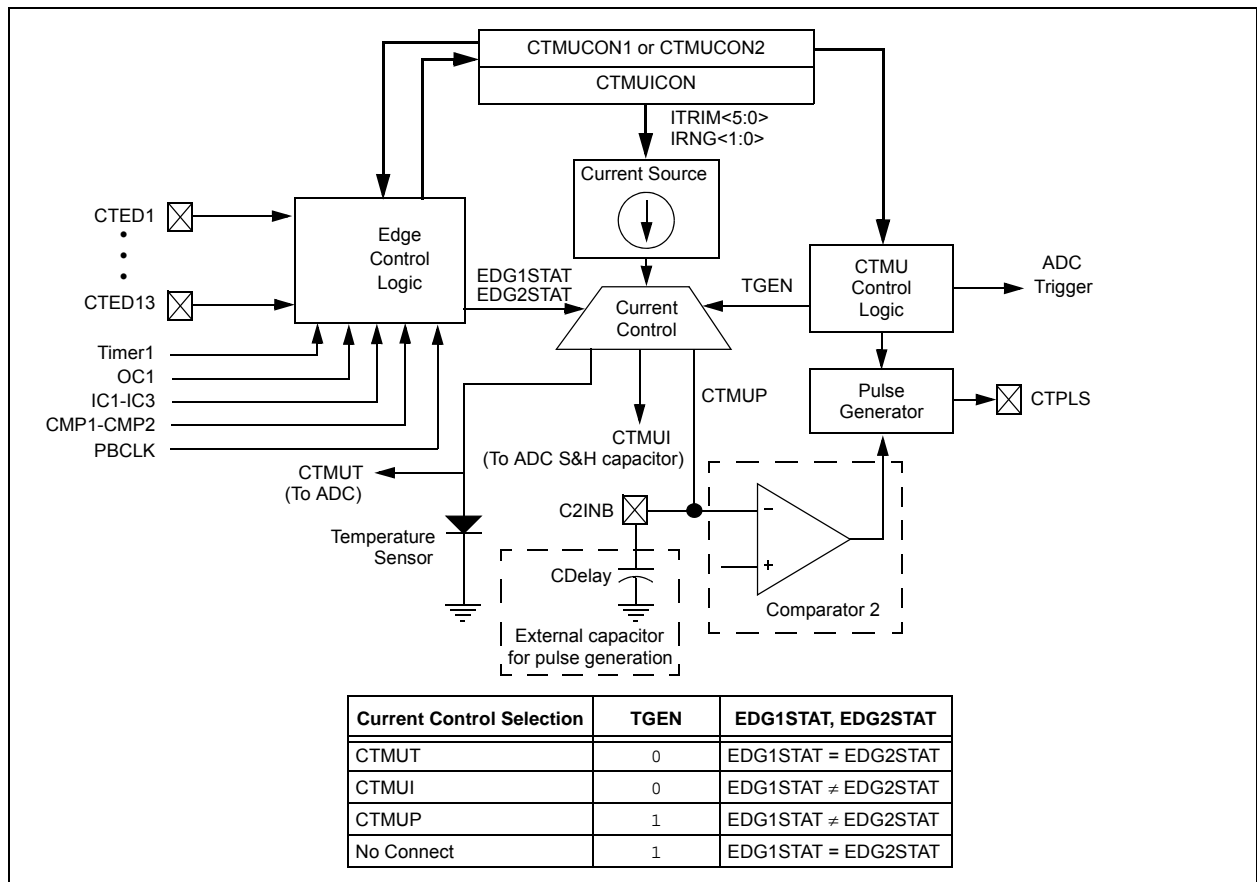 CTMUCON1 or CTMUCON2
CTMUICON
ITRIM<5:0>
IRNG<1:0>
Current Source
CTED1
CTED13
Edge
Control
Logic
EDG1STAT
EDG2STAT
Current
Control
TGEN
CTMU
Control
Logic
ADC
Trigger
Timer1
OC1
IC1-IC3
CMP1-CMP2
PBCLK
Pulse
Generator
CTPLS
CTMUP
CTMUI
(To ADC S&H capacitor)
CTMUT
(To ADC)
C2INB
–
+
Temperature
Sensor
CDelay
Comparator 2
External capacitor
for pulse generation
Current Control Selection TGEN EDG1STAT, EDG2STAT
CTMUT 0 EDG1STAT = EDG2STAT
CTMUI 0 EDG1STAT ≠ EDG2STAT
CTMUP 1 EDG1STAT ≠ EDG2STAT
No Connect 1 EDG1STAT = EDG2STAT